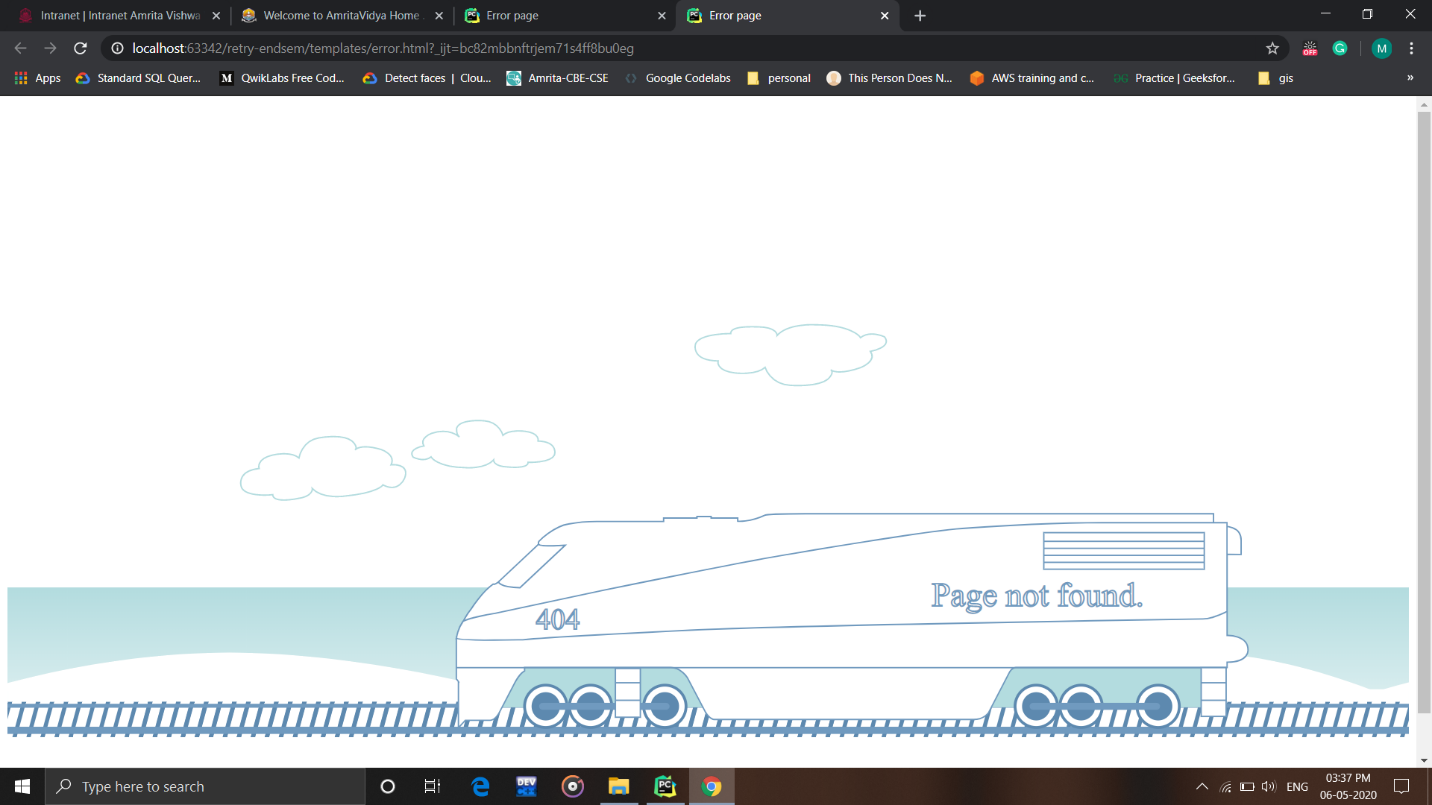 Intranet | Intranet Amrita Vishwa
Welcome to AmritaVidya Home
Error page
Error page
localhost:63342/retry-endsem/templates/error.html?_ijt=bc82mbbnftrjem71s4ff8bu0eg
OFF
G
M
Apps
Standard SQL Quer...
M
QwikLabs Free Cod...
Detect faces | Clou...
Amrita-CBE-CSE
Google Codelabs
personal
This Person Does N...
AWS training and c...
Practice | Geeksfor...
gis
»
Page not found.
404
Type here to search
DEV
PC
ENG
03:37 PM
06-05-2020